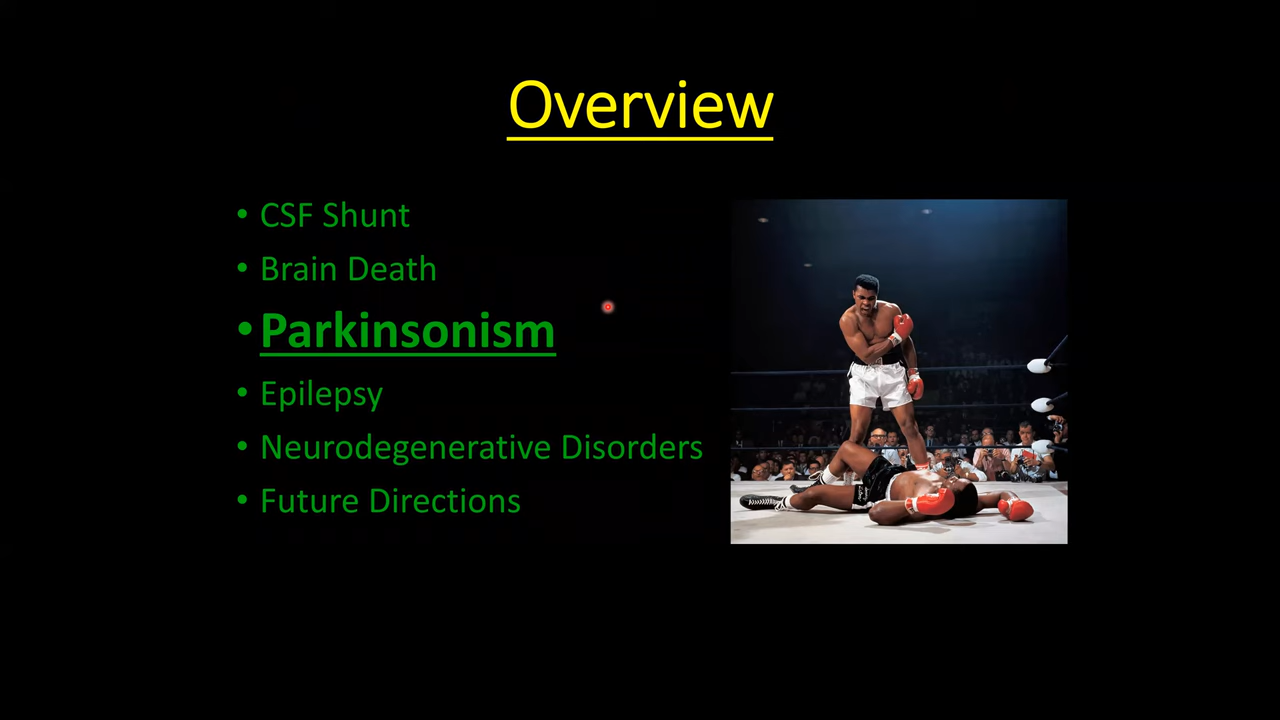 Overview
• CSF Shunt
• Brain Death
• Parkinsonism
• Epilepsy
• Neurodegenerative Disorders
• Future Directions